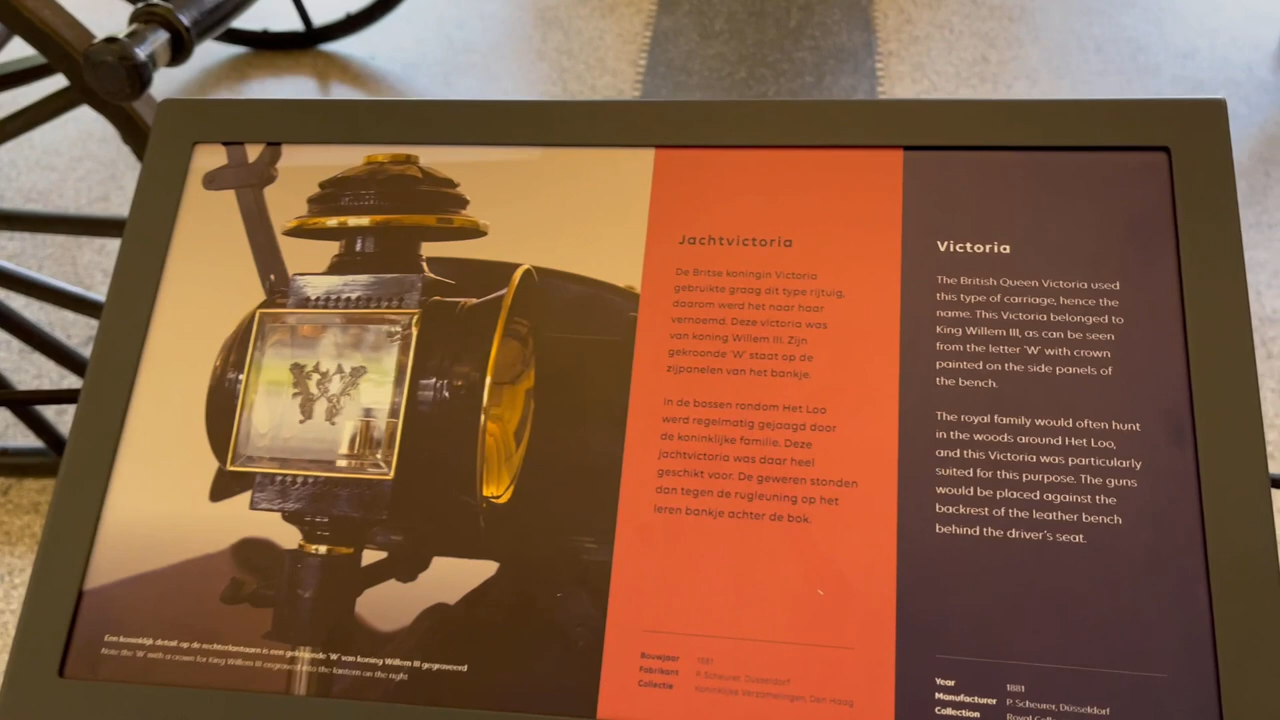 Jachtvictoria
De Britse koningin Victoria
gebruikte graag dit type rijtuig,
daarom werd het naar haar
vernoemd. Deze victoria was
van koning Willem III. Zijn
gekroonde 'W' staat op de
zijpanelen van het bankje.
In de bossen rondom Het Loo
werd regelmatig gejaagd door
de koninklijke familie. Deze
jachtvictoria was daar heel
geschikt voor. De geweren stonden
dan tegen de rugleuning op het
leren bankje achter de bok.
Bouwjaar 1881
Fabrikant P. Scheurer, Düsseldorf
Collectie Koninklijke Verzamelingen, Den Haag
Victoria
The British Queen Victoria used
this type of carriage, hence the
name. This Victoria belonged to
King Willem III, as can be seen
from the letter 'W' with crown
painted on the side panels of
the bench.
The royal family would often hunt
in the woods around Het Loo,
and this Victoria was particularly
suited for this purpose. The guns
would be placed against the
backrest of the leather bench
behind the driver's seat.
Year 1881
Manufacturer P. Scheurer, Düsseldorf
Collection Royal
Een koninklijk detail: op de rechterlantaarn is een gekroonde 'W' van koning Willem III gegraveerd
Note the 'W' with a crown for King Willem III engraved into the lantern on the right